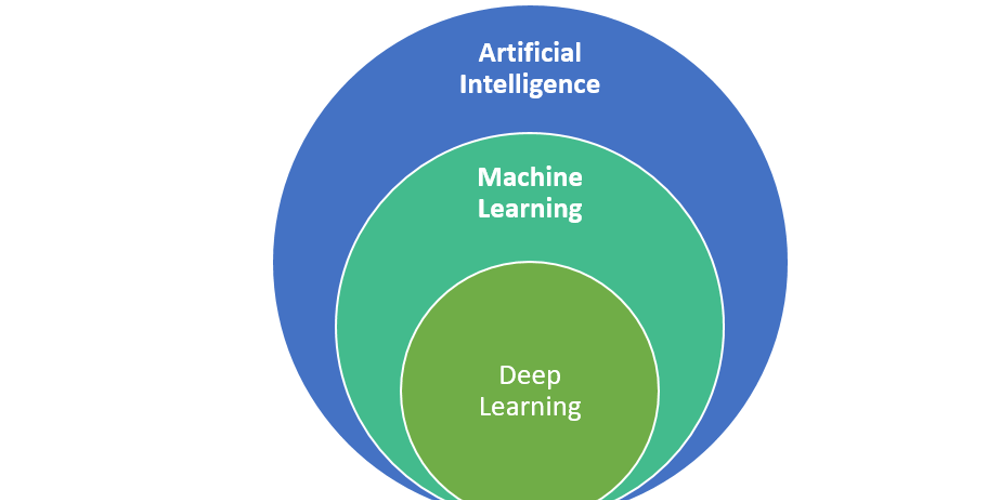 Artificial
Intelligence
Machine
Learning
Deep
Learning